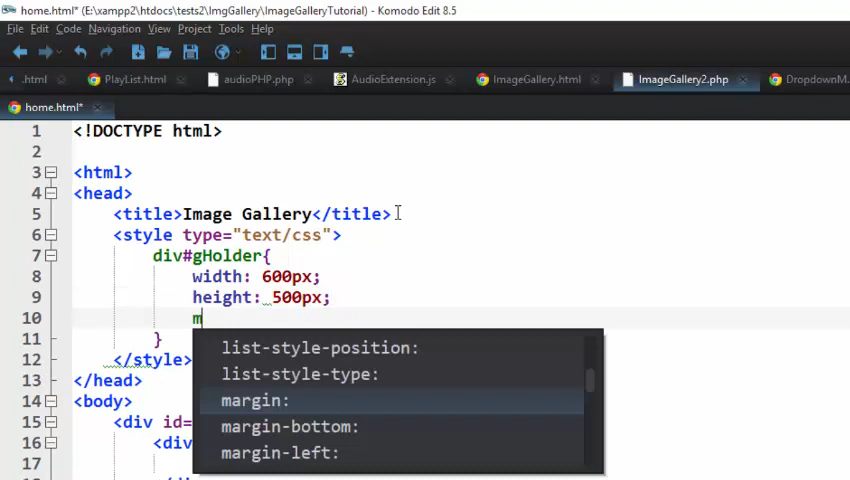 home.html* (E:\xampp2\htdocs\tests2\ImgGallery\ImageGalleryTutorial) - Komodo Edit 8.5
File Edit Code Navigation View Project Tools Help
.html PlayList.html audioPHP.php AudioExtension.js ImageGallery.html ImageGallery2.php DropdownM.
home.html*
1 <!DOCTYPE html>
2
3 <html>
4 <head>
5 <title>Image Gallery</title>
6 <style type="text/css">
7 div#gHolder{
8 width: 600px;
9 height: 500px;
10 m
11 }
list-style-position:
12 </style>
list-style-type:
13 </head>
margin:
14 <body>
margin-bottom:
15 <div id=
margin-left:
16 <div
17